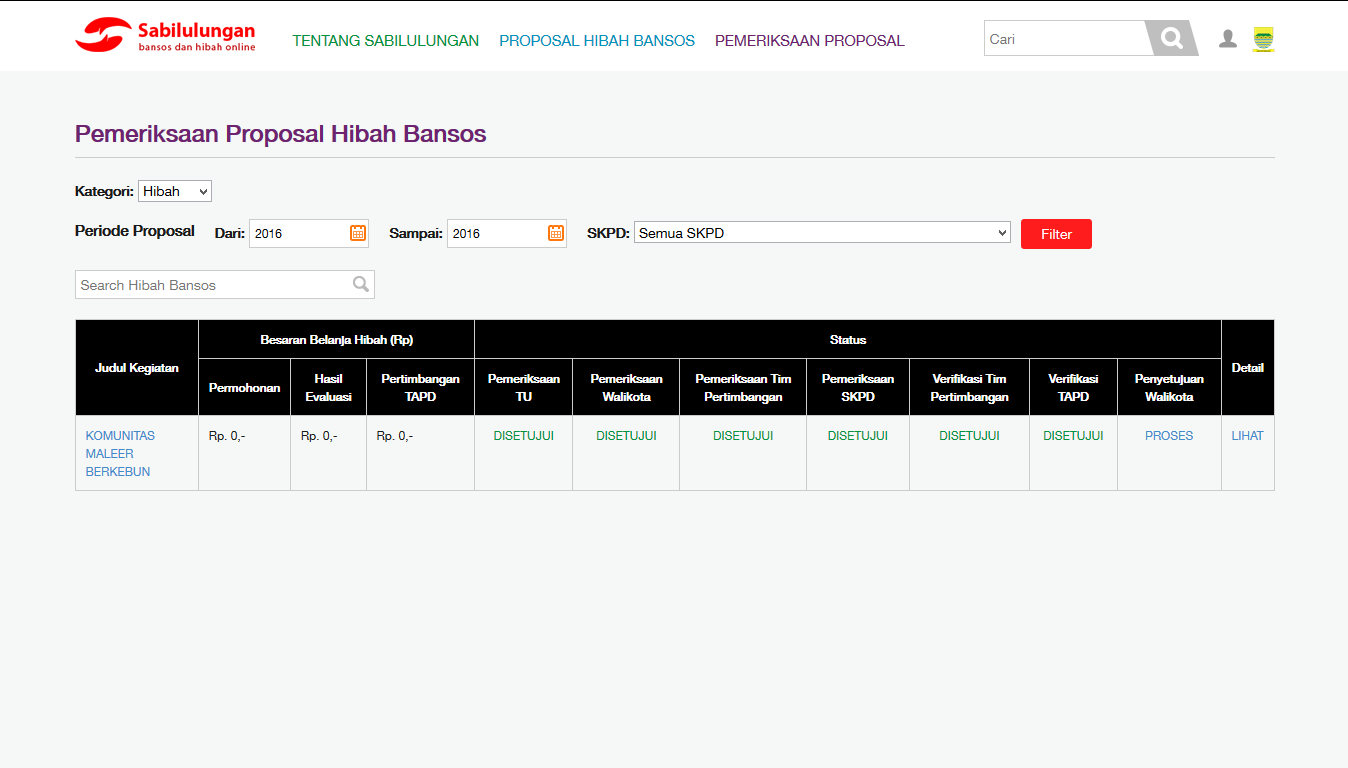 Sabilulungan
bansos dan hibah online
TENTANG SABILULUNGAN PROPOSAL HIBAH BANSOS PEMERIKSAAN PROPOSAL
Cari
Pemeriksaan Proposal Hibah Bansos
Kategori: Hibah
Periode Proposal Dari: 2016 Sampai: 2016 SKPD: Semua SKPD Filter
Search Hibah Bansos
Judul Kegiatan
Besaran Belanja Hibah (Rp)
Status
Detail
Permohonan
Hasil
Evaluasi
Pertimbangan
TAPD
Pemeriksaan
TU
Pemeriksaan
Walikota
Pemeriksaan Tim
Pertimbangan
Pemeriksaan
SKPD
Verifikasi Tim
Pertimbangan
Verifikasi
TAPD
Penyetujuan
Walikota
KOMUNITAS
MALEER
BERKEBUN
Rp. 0,- Rp. 0,- Rp. 0,- DISETUJUI DISETUJUI DISETUJUI DISETUJUI DISETUJUI DISETUJUI PROSES LIHAT